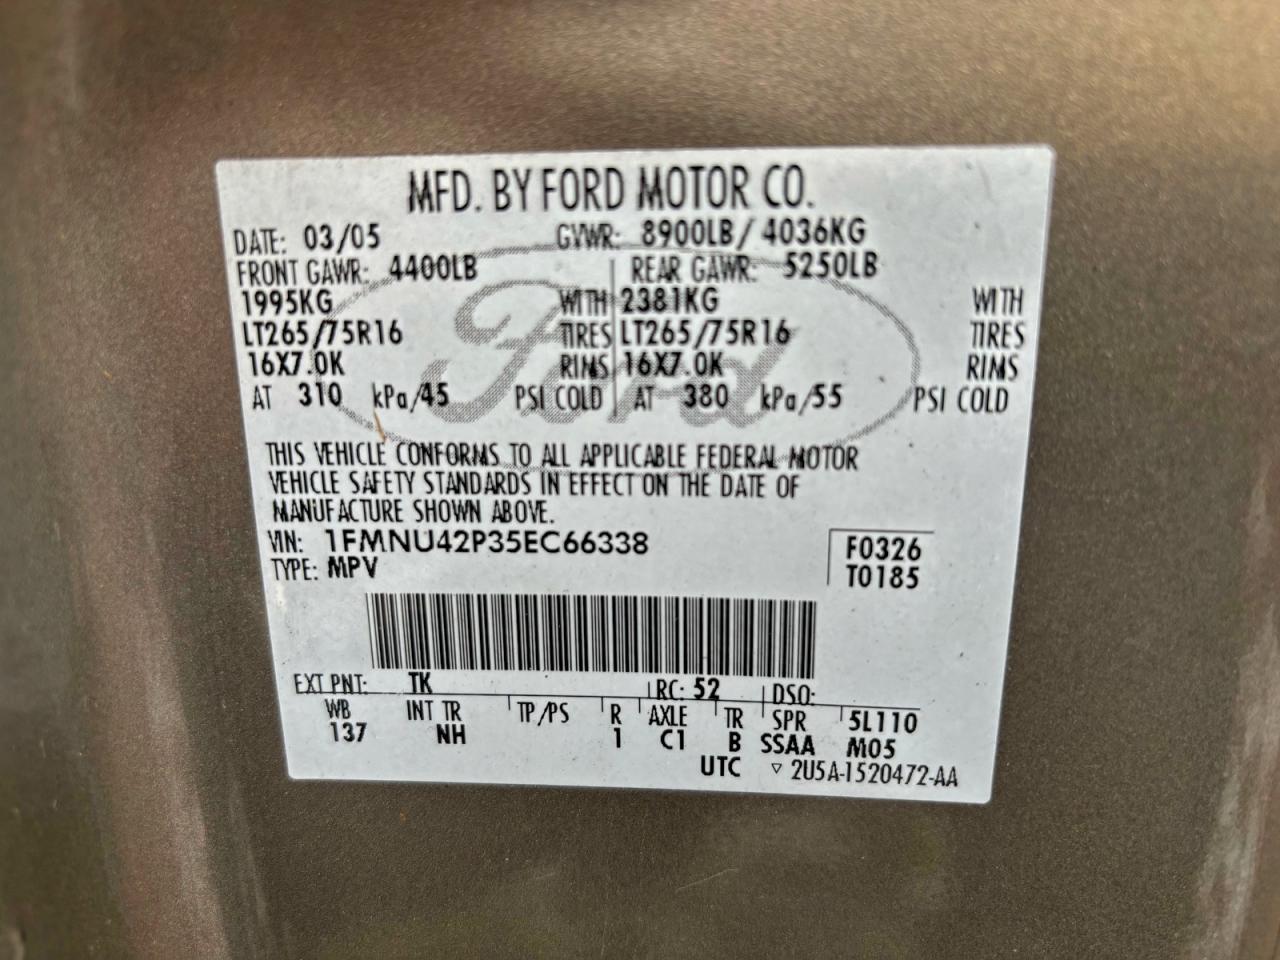 MFD. BY FORD MOTOR CO.
DATE: 03/05 GVWR: 8900LB/4036KG
FRONT GAWR: 4400LB REAR GAWR: 5250LB
1995KG WITH 2381KG WITH
LT265/75R16 TIRES LT265/75R16 TIRES
16X7.0K RIMS 16X7.0K RIMS
AT 310 kPa/45 PSI COLD AT 380 kPa/55 PSI COLD
Ford
THIS VEHICLE CONFORMS TO ALL APPLICABLE FEDERAL MOTOR
VEHICLE SAFETY STANDARDS IN EFFECT ON THE DATE OF
MANUFACTURE SHOWN ABOVE.
VIN: 1FMNU42P35EC66338 F0326
TYPE: MPV T0185
EXT PNT: TK RC: 52 DSO:
WB INT TR TP/PS R AXLE TR SPR 5L110
137 NH 1 C1 B SSAA M05
UTC ▽ 2U5A-1520472-AA